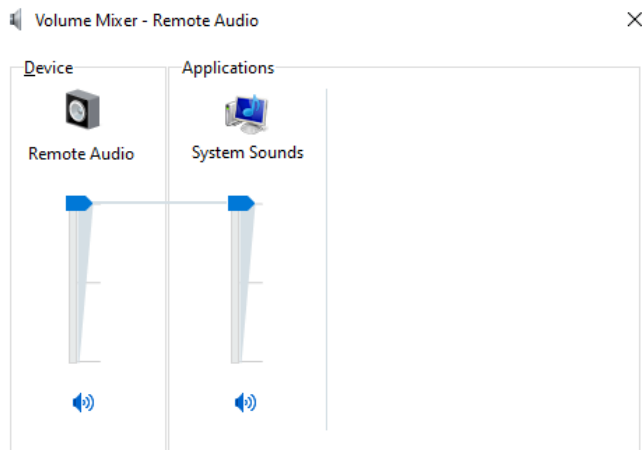 Volume Mixer - Remote Audio
Device
Applications
Remote Audio
System Sounds